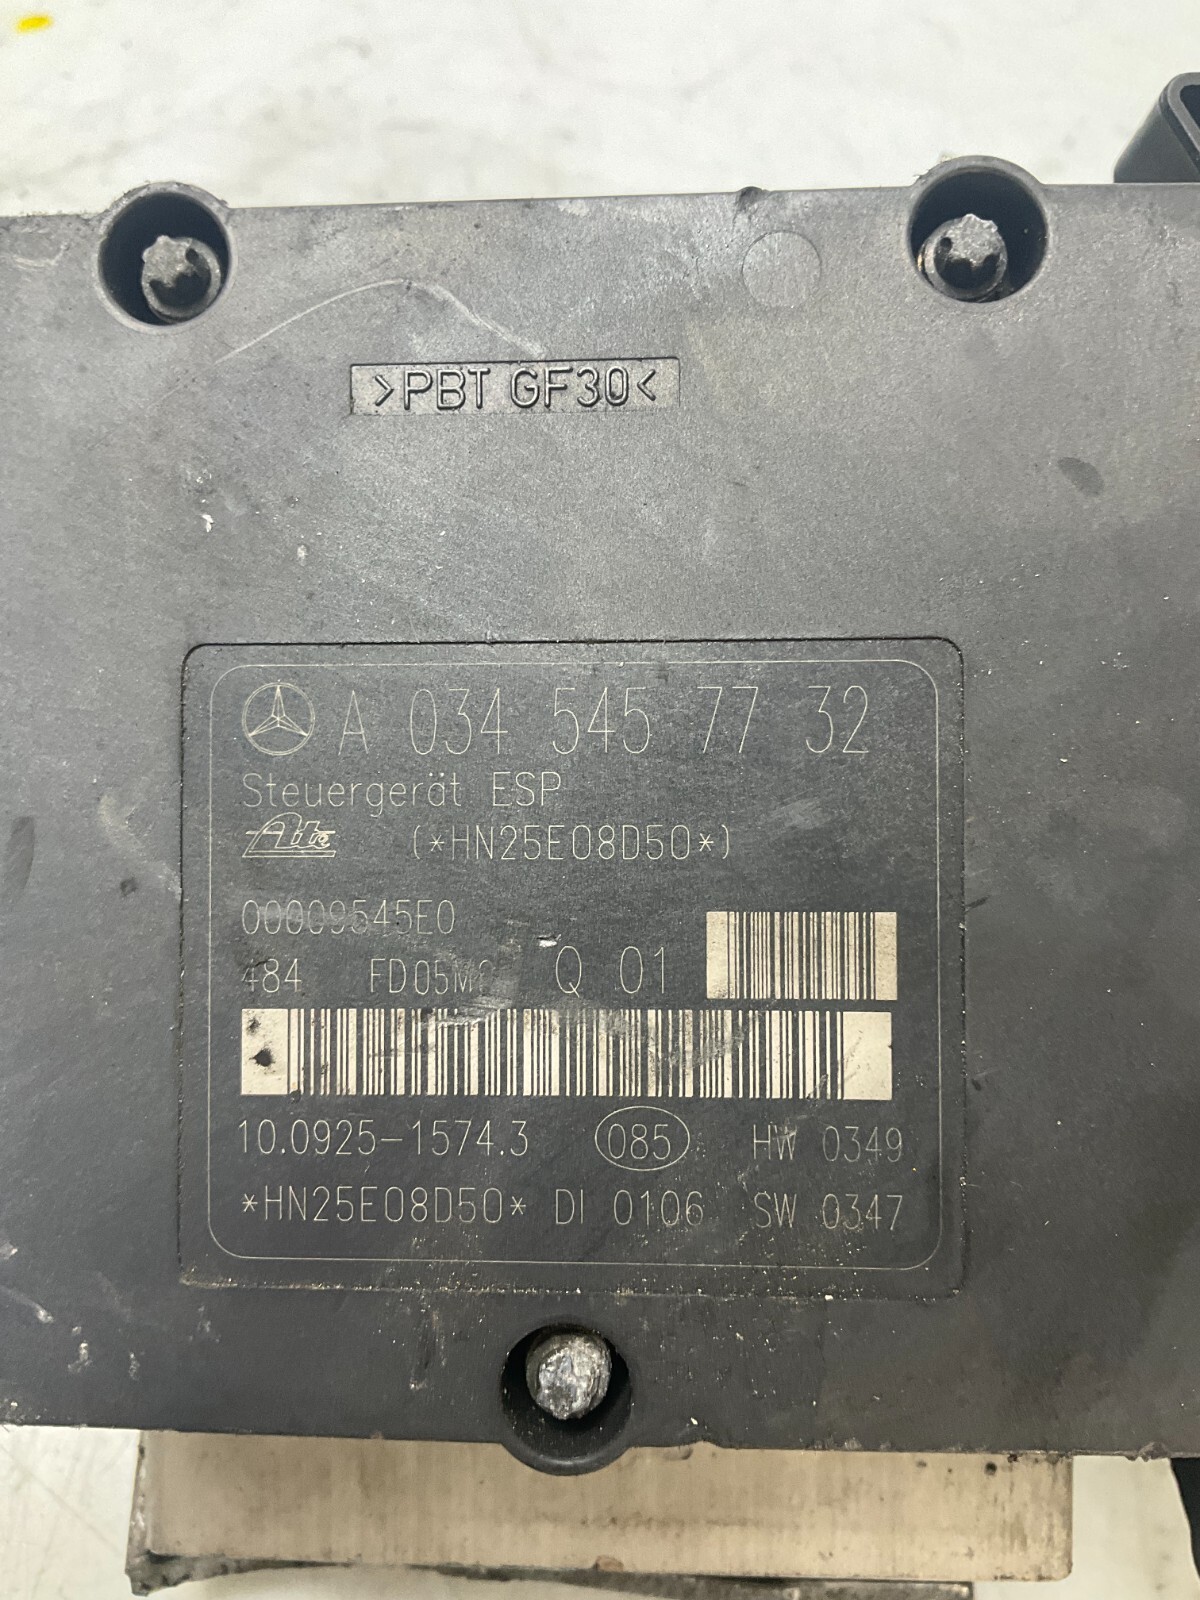 >PBT GF30<
A 034 545 77 32
Steuergerät ESP
Ate (*HN25E08D50*)
00009545E0
484 Q 01
10.0925-1574.3 085 HW 0349
*HN25E08D50* DI 0106 SW 0347